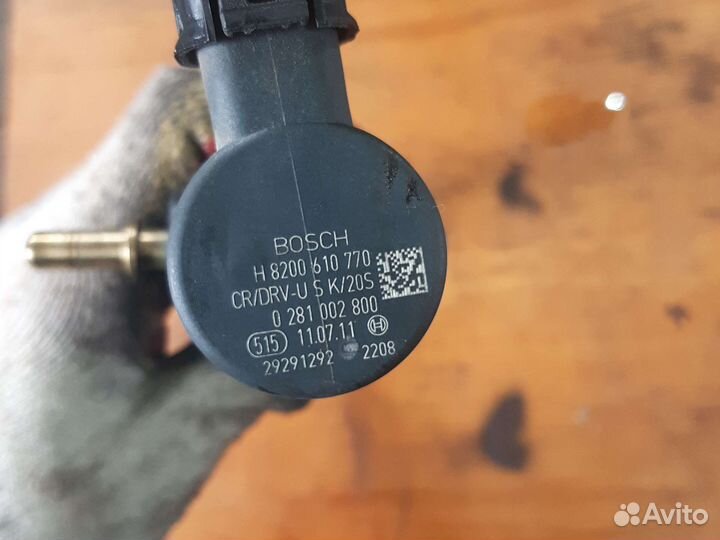 BOSCH
H 8200 610 770
CR/DRV-U S K/20S
0 281 002 800
515 11.07.11
29291292 2208
Avito